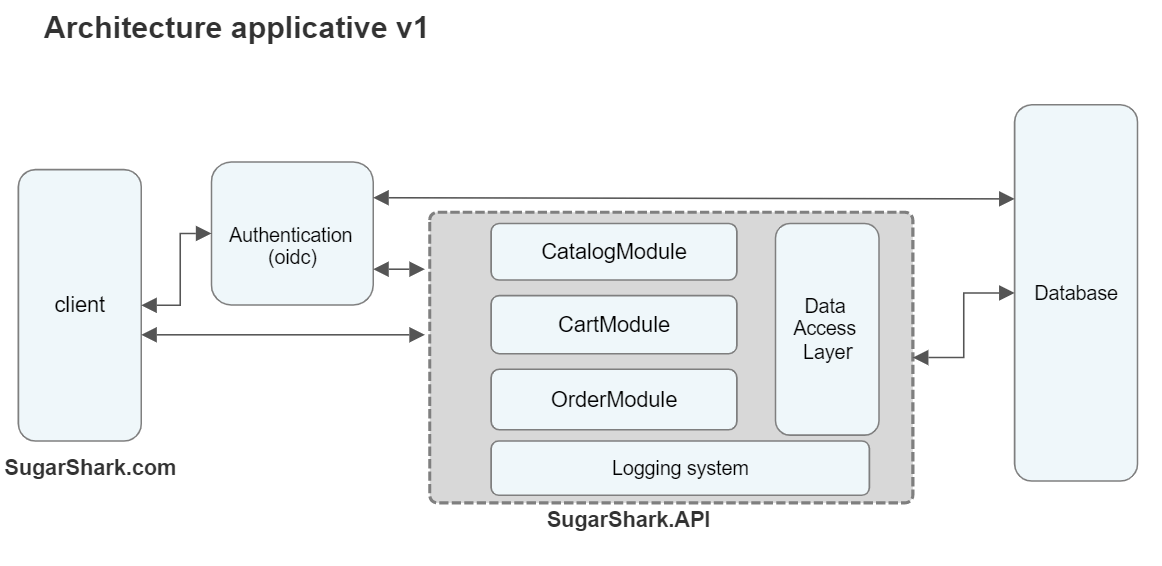 Architecture applicative v1
client
SugarShark.com
Authentication
(oidc)
CatalogModule
CartModule
OrderModule
Data
Access
Layer
Logging system
SugarShark.API
Database